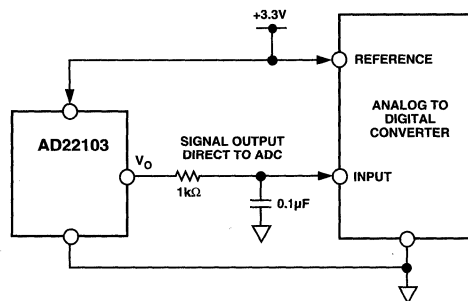 +3.3V
REFERENCE
ANALOG TO
DIGITAL
CONVERTER
AD22103
SIGNAL OUTPUT
DIRECT TO ADC
VO
1kΩ
INPUT
0.1µF